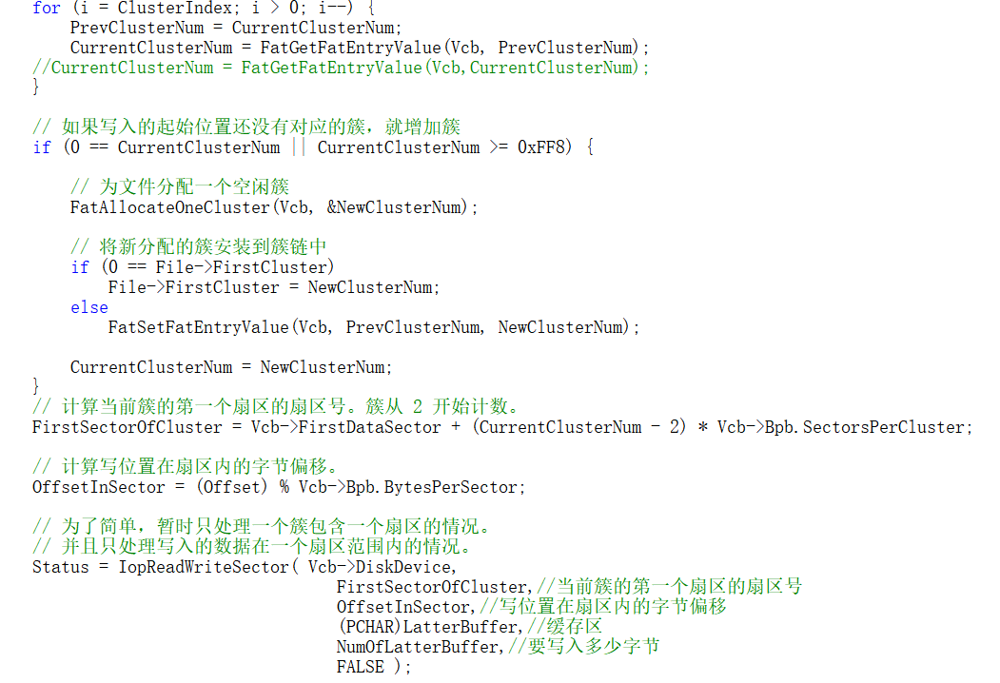 for (i = ClusterIndex; i > 0; i--) {
    PrevClusterNum = CurrentClusterNum;
    CurrentClusterNum = FatGetFatEntryValue(Vcb, PrevClusterNum);
//CurrentClusterNum = FatGetFatEntryValue(Vcb,CurrentClusterNum);
}
// 如果写入的起始位置还没有对应的簇，就增加簇
if (0 == CurrentClusterNum || CurrentClusterNum >= 0xFF8) {
    // 为文件分配一个空闲簇
    FatAllocateOneCluster(Vcb, &NewClusterNum);
    // 将新分配的簇安装到簇链中
    if (0 == File->FirstCluster)
        File->FirstCluster = NewClusterNum;
    else
        FatSetFatEntryValue(Vcb, PrevClusterNum, NewClusterNum);
    CurrentClusterNum = NewClusterNum;
}
// 计算当前簇的第一个扇区的扇区号。簇从 2 开始计数。
FirstSectorOfCluster = Vcb->FirstDataSector + (CurrentClusterNum - 2) * Vcb->Bpb.SectorsPerCluster;
// 计算写位置在扇区内的字节偏移。
OffsetInSector = (Offset) % Vcb->Bpb.BytesPerSector;
// 为了简单，暂时只处理一个簇包含一个扇区的情况。
// 并且只处理写入的数据在一个扇区范围内的情况。
Status = IopReadWriteSector( Vcb->DiskDevice,
                                FirstSectorOfCluster,//当前簇的第一个扇区的扇区号
                                OffsetInSector,//写位置在扇区内的字节偏移
                                (PCHAR)LatterBuffer,//缓存区
                                NumOfLatterBuffer,//要写入多少字节
                                FALSE );